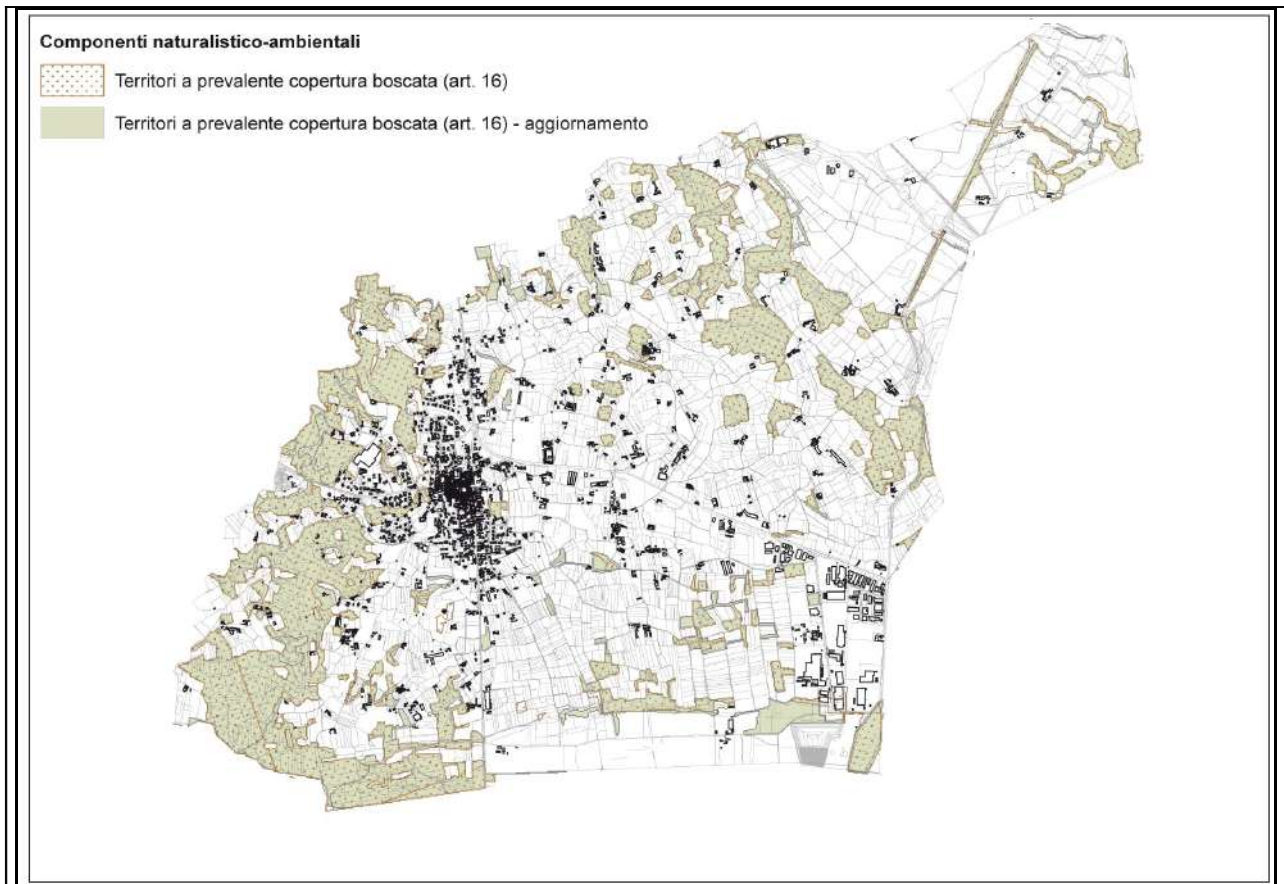 Componenti naturalistico-ambientali
Territori a prevalente copertura boscata (art. 16)
Territori a prevalente copertura boscata (art. 16) - aggiornamento